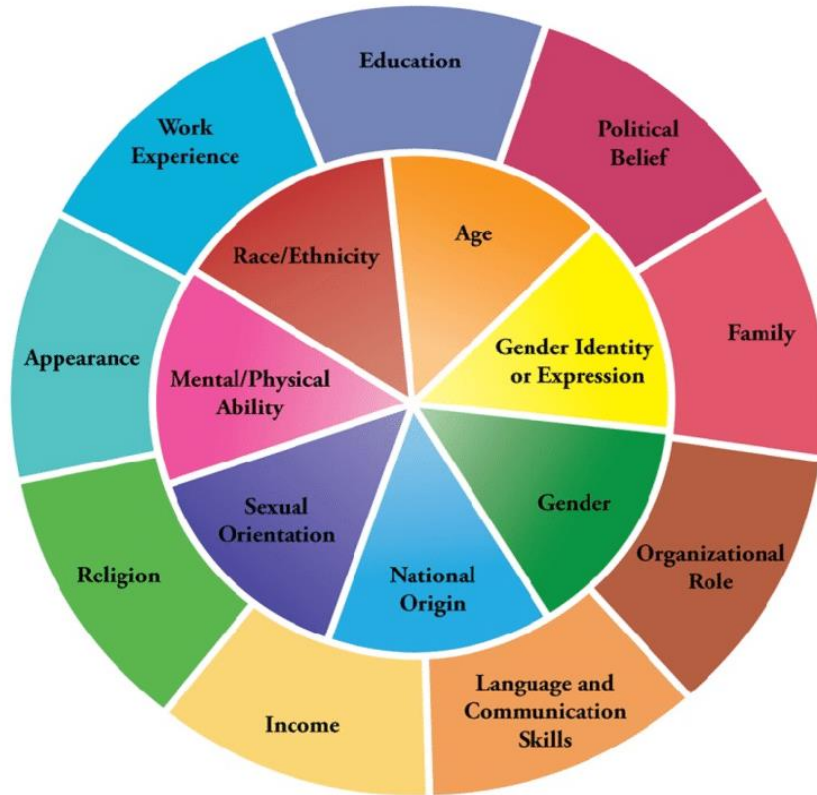 Education
Political
Belief
Family
Organizational
Role
Language and
Communication
Skills
Income
Religion
Appearance
Work
Experience
Age
Gender Identity
or Expression
Gender
National
Origin
Sexual
Orientation
Mental/Physical
Ability
Race/Ethnicity